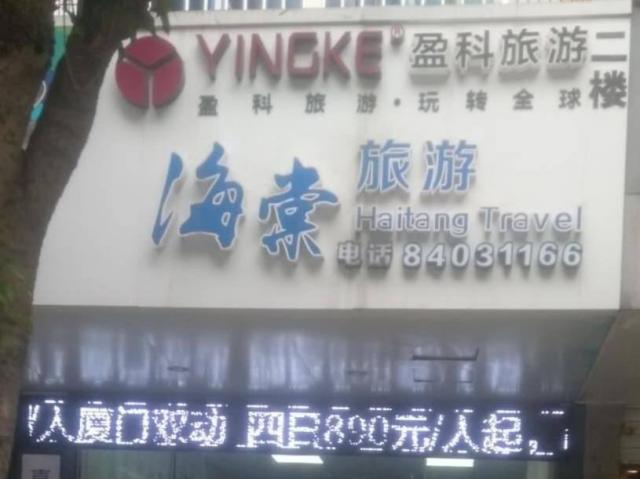 YINGKE® 盈科旅游 二楼
盈科旅游·玩转全球
海棠 旅游
Haitang Travel
电话 84031166
人厦门双动 四日890元/人起，